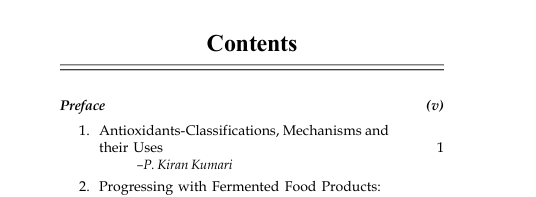 Contents
Preface (v)
1. Antioxidants-Classifications, Mechanisms and
their Uses 1
–P. Kiran Kumari
2. Progressing with Fermented Food Products: